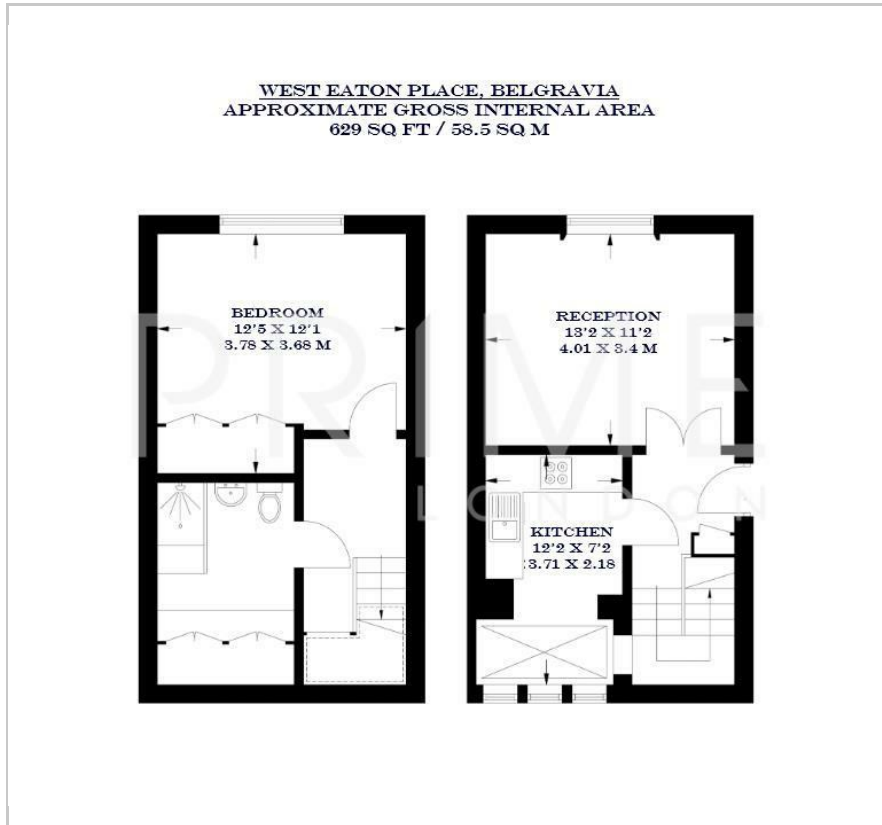 WEST EATON PLACE, BELGRAVIA
APPROXIMATE GROSS INTERNAL AREA
629 SQ FT / 58.5 SQ M
BEDROOM
12'5 X 12'1
3.78 X 3.68 M
RECEPTION
13'2 X 11'2
4.01 X 3.4 M
PRIME
LONDON
KITCHEN
12'2 X 7'2
3.71 X 2.18